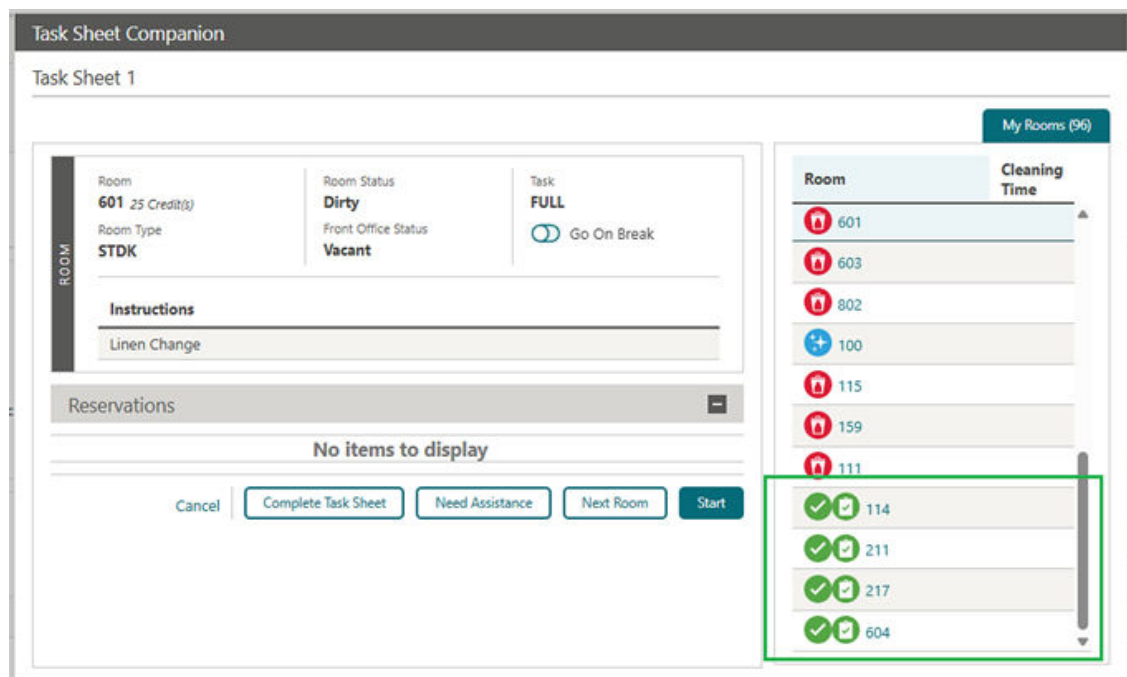 Task Sheet Companion
Task Sheet 1
My Rooms (96)
ROOM
Room
601 25 Credit(s)
Room Type
STDK
Room Status
Dirty
Front Office Status
Vacant
Task
FULL
Go On Break
Instructions
Linen Change
Reservations
No items to display
Cancel Complete Task Sheet Need Assistance Next Room Start
Room Cleaning Time
601
603
802
100
115
159
111
114
211
217
604